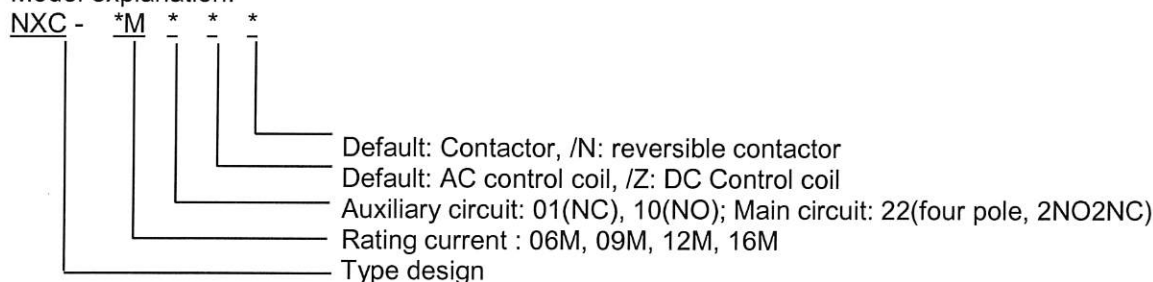 Model explanation:
NXC - *M * * *
Default: Contactor, /N: reversible contactor
Default: AC control coil, /Z: DC Control coil
Auxiliary circuit: 01(NC), 10(NO); Main circuit: 22(four pole, 2NO2NC)
Rating current : 06M, 09M, 12M, 16M
Type design